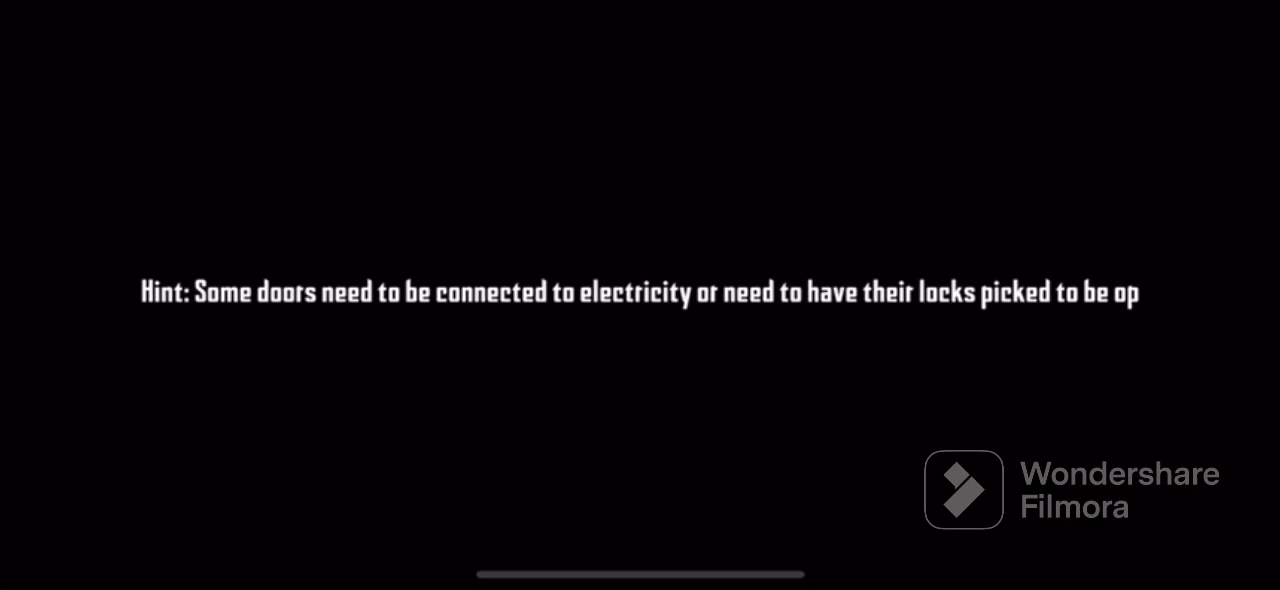 Hint: Some doors need to be connected to electricity or need to have their locks picked to be op
Wondershare
Filmora